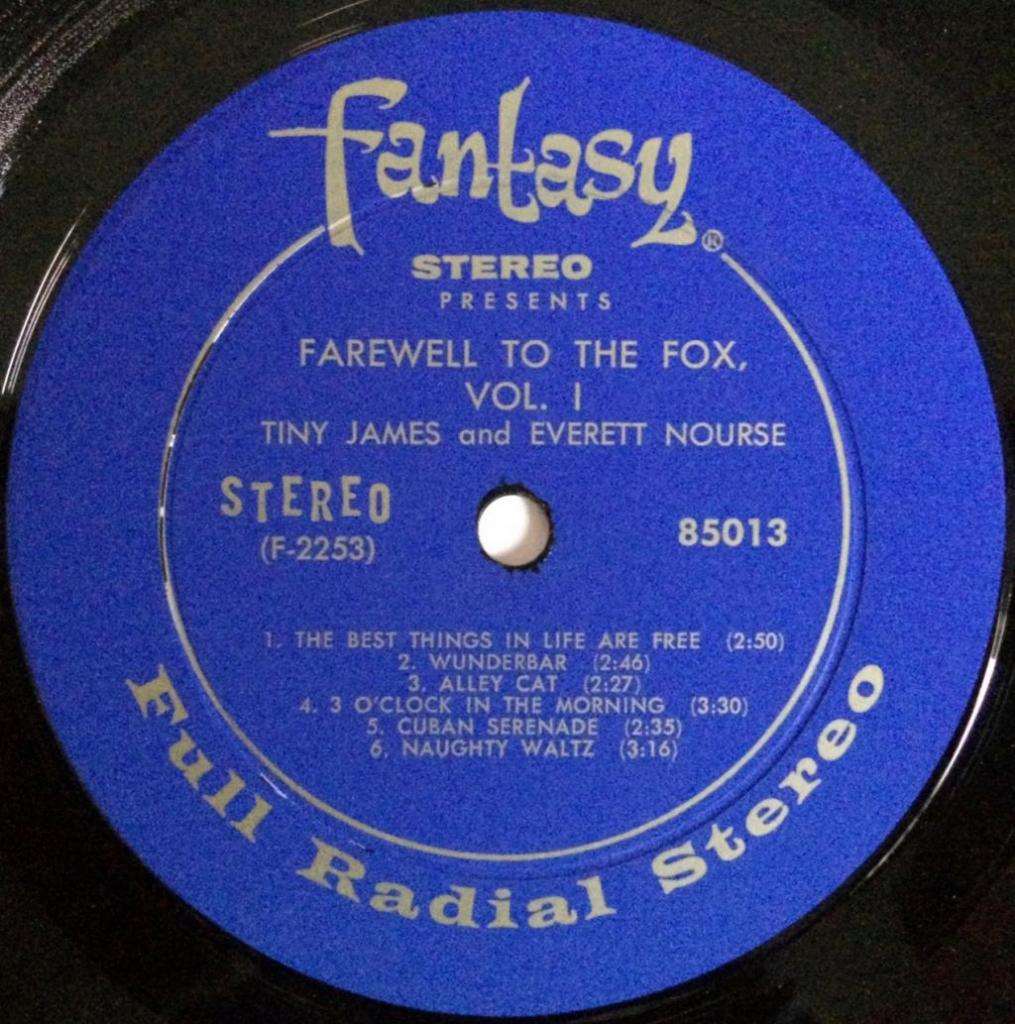 fantasy®
STEREO
PRESENTS
FAREWELL TO THE FOX,
VOL. I
TINY JAMES and EVERETT NOURSE
STEREO
(F-2253)
85013
1. THE BEST THINGS IN LIFE ARE FREE (2:50)
2. WUNDERBAR (2:46)
3. ALLEY CAT (2:27)
4. 3 O'CLOCK IN THE MORNING (3:30)
5. CUBAN SERENADE (2:35)
6. NAUGHTY WALTZ (3:16)
Full Radial Stereo